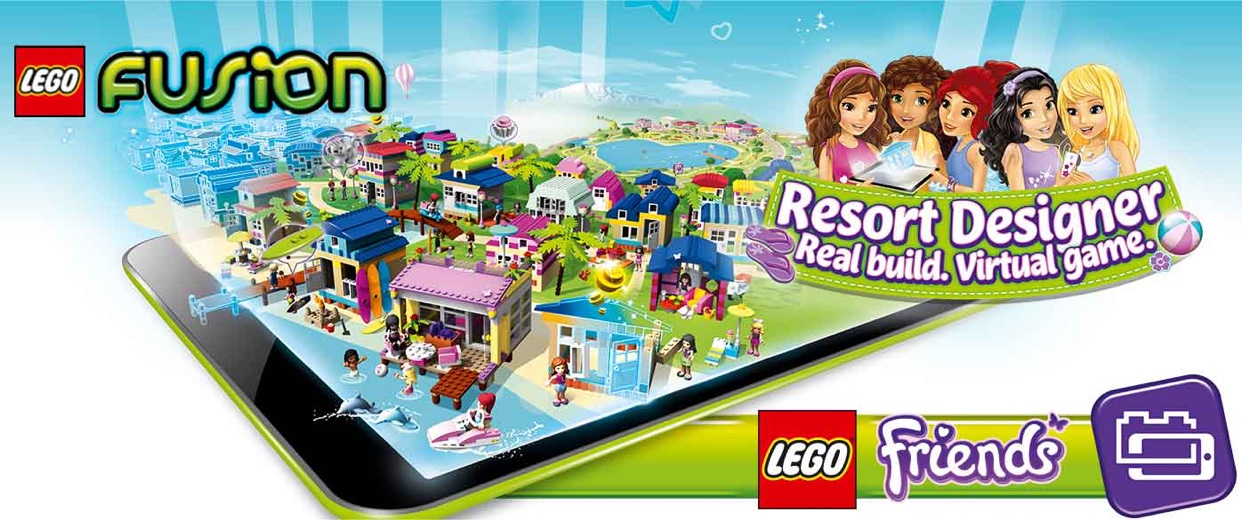 LEGO FUSION
Resort Designer
Real build. Virtual game.
LEGO friends